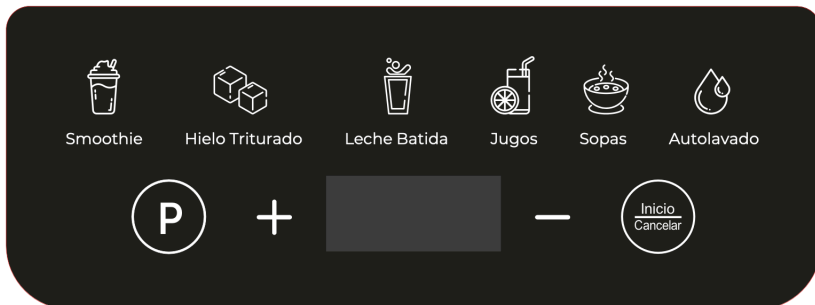 Smoothie
Hielo Triturado
Leche Batida
Jugos
Sopas
Autolavado
P
+
−
Inicio
Cancelar